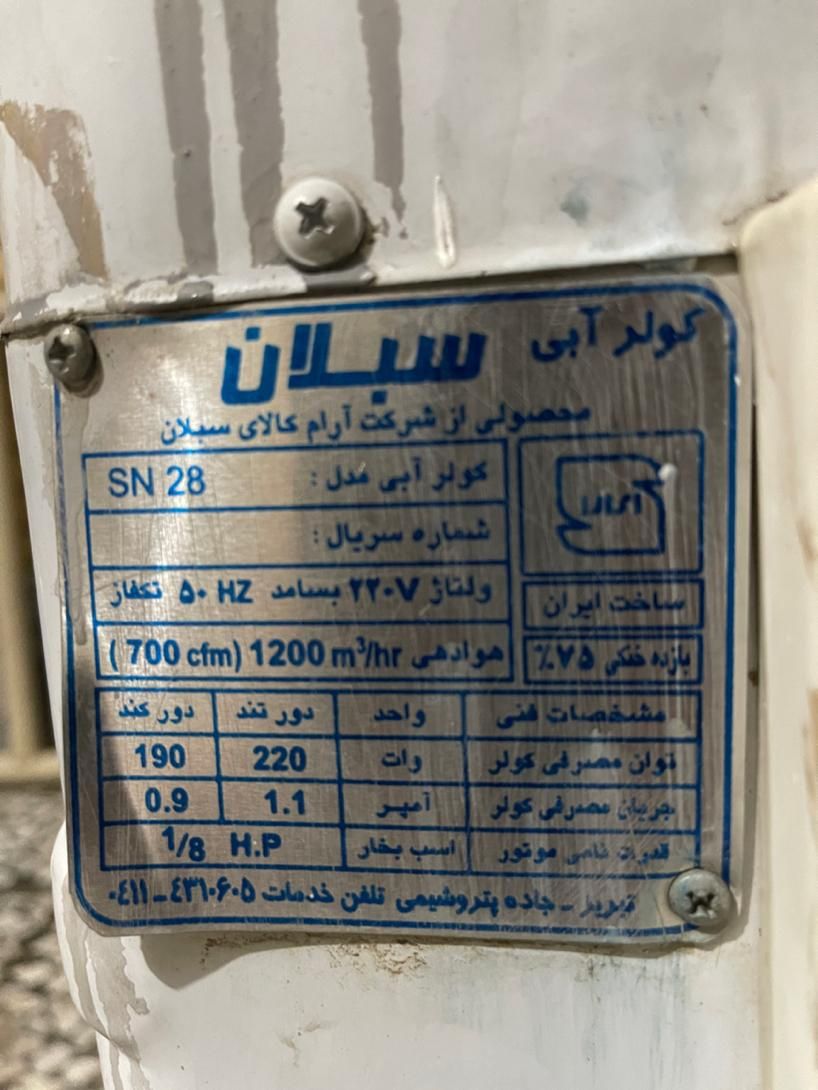 کولر آبی سبلان
محصولی از شرکت آرام کالای سبلان
کولر آبی مدل : SN 28
شماره سریال :
ولتاژ ۲۲۰V بسامد ۵۰ HZ تکفاز
هوادهی 1200 m³/hr (700 cfm)
ساخت ایران
بازده خنکی ۷۵٪
مشخصات فنی واحد دور تند دور کند
توان مصرفی کولر وات 220 190
جریان مصرفی کولر آمپر 1.1 0.9
قدرت نامی موتور اسب بخار 1/8 H.P
تبریز - جاده پتروشیمی تلفن خدمات ۰۴۱۱-۴۳۱۰۶۰۵